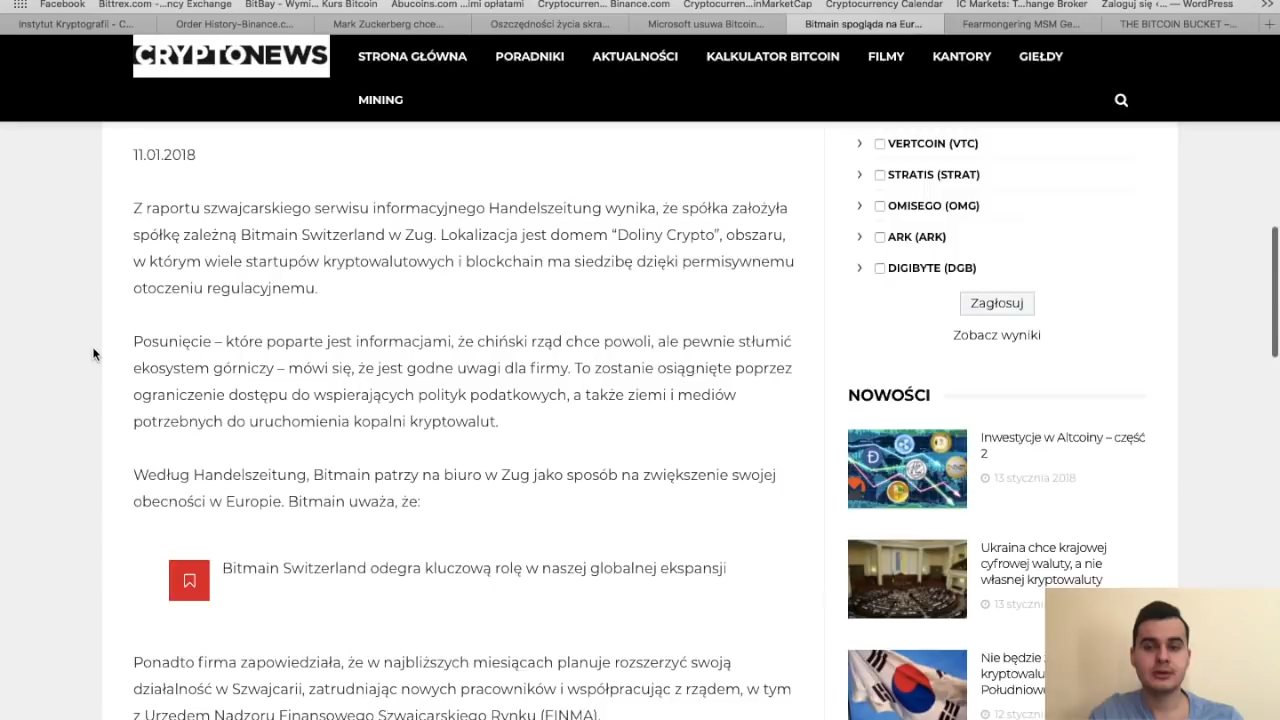 Facebook Bittrex.com -...ncy Exchange BitBay - Wymi... Kurs Bitcoin Abucoins.com ...mi opłatami Cryptocurren... Binance.com Cryptocurren...inMarketCap Cryptocurrency Calendar IC Markets: T...hange Broker Zaloguj się ‹... — WordPress
Instytut Kryptografii - C... Order History-Binance.c... Mark Zuckerberg chce... Oszczędności życia skra... Microsoft usuwa Bitcoin... Bitmain spogląda na Eur... Fearmongering MSM Ge... THE BITCOIN BUCKET –...
CRYPTONEWS STRONA GŁÓWNA PORADNIKI AKTUALNOŚCI KALKULATOR BITCOIN FILMY KANTORY GIEŁDY
MINING
11.01.2018
Z raportu szwajcarskiego serwisu informacyjnego Handelszeitung wynika, że spółka założyła
spółkę zależną Bitmain Switzerland w Zug. Lokalizacja jest domem “Doliny Crypto”, obszaru,
w którym wiele startupów kryptowalutowych i blockchain ma siedzibę dzięki permisywnemu
otoczeniu regulacyjnemu.
Posunięcie – które poparte jest informacjami, że chiński rząd chce powoli, ale pewnie stłumić
ekosystem górniczy – mówi się, że jest godne uwagi dla firmy. To zostanie osiągnięte poprzez
ograniczenie dostępu do wspierających polityk podatkowych, a także ziemi i mediów
potrzebnych do uruchomienia kopalni kryptowalut.
Według Handelszeitung, Bitmain patrzy na biuro w Zug jako sposób na zwiększenie swojej
obecności w Europie. Bitmain uważa, że:
Bitmain Switzerland odegra kluczową rolę w naszej globalnej ekspansji
Ponadto firma zapowiedziała, że w najbliższych miesiącach planuje rozszerzyć swoją
działalność w Szwajcarii, zatrudniając nowych pracowników i współpracując z rządem, w tym
z Urzędem Nadzoru Finansowego Szwajcarskiego Rynku (FINMA).
VERTCOIN (VTC)
STRATIS (STRAT)
OMISEGO (OMG)
ARK (ARK)
DIGIBYTE (DGB)
Zagłosuj
Zobacz wyniki
NOWOŚCI
Inwestycje w Altcoiny – część
2
13 stycznia 2018
Ukraina chce krajowej
cyfrowej waluty, a nie
własnej kryptowaluty
13 styczni
Nie będzie
kryptowalu
Południowe
12 stycz